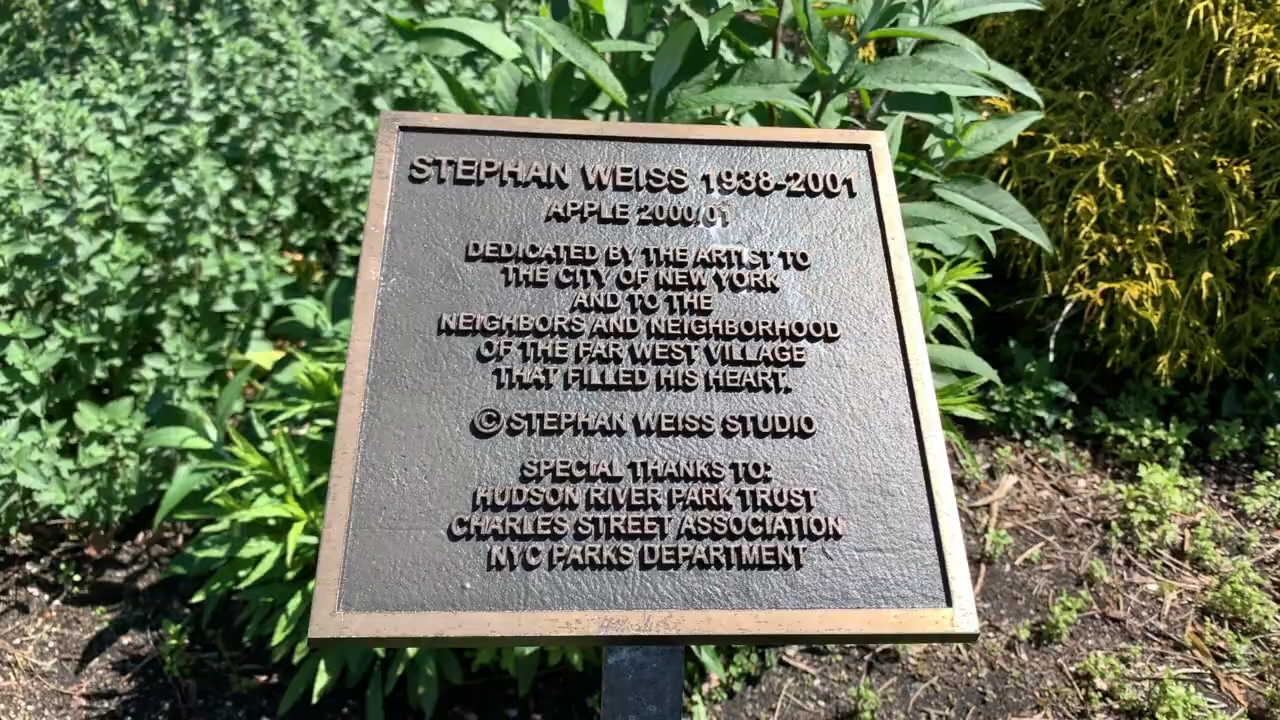 STEPHAN WEISS 1938-2001
APPLE 2000/01
DEDICATED BY THE ARTIST TO
THE CITY OF NEW YORK
AND TO THE
NEIGHBORS AND NEIGHBORHOOD
OF THE FAR WEST VILLAGE
THAT FILLED HIS HEART.
© STEPHAN WEISS STUDIO
SPECIAL THANKS TO:
HUDSON RIVER PARK TRUST
CHARLES STREET ASSOCIATION
NYC PARKS DEPARTMENT